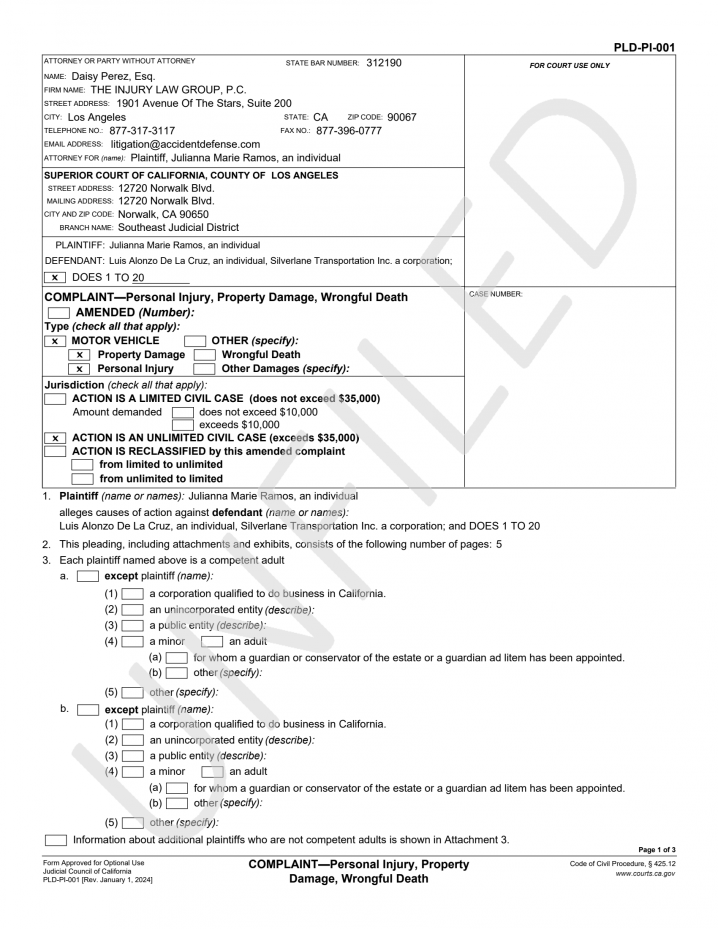 PLD-PI-001
ATTORNEY OR PARTY WITHOUT ATTORNEY STATE BAR NUMBER: 312190
NAME: Daisy Perez, Esq.
FIRM NAME: THE INJURY LAW GROUP, P.C.
STREET ADDRESS: 1901 Avenue Of The Stars, Suite 200
CITY: Los Angeles STATE: CA ZIP CODE: 90067
TELEPHONE NO.: 877-317-3117 FAX NO.: 877-396-0777
EMAIL ADDRESS: litigation@accidentdefense.com
ATTORNEY FOR (name): Plaintiff, Julianna Marie Ramos, an individual
FOR COURT USE ONLY
SUPERIOR COURT OF CALIFORNIA, COUNTY OF LOS ANGELES
STREET ADDRESS: 12720 Norwalk Blvd.
MAILING ADDRESS: 12720 Norwalk Blvd.
CITY AND ZIP CODE: Norwalk, CA 90650
BRANCH NAME: Southeast Judicial District
PLAINTIFF: Julianna Marie Ramos, an individual
DEFENDANT: Luis Alonzo De La Cruz, an individual, Silverlane Transportation Inc. a corporation;
x DOES 1 TO 20
COMPLAINT—Personal Injury, Property Damage, Wrongful Death
AMENDED (Number):
Type (check all that apply):
x MOTOR VEHICLE OTHER (specify):
x Property Damage Wrongful Death
x Personal Injury Other Damages (specify):
CASE NUMBER:
Jurisdiction (check all that apply):
ACTION IS A LIMITED CIVIL CASE (does not exceed $35,000)
Amount demanded does not exceed $10,000
exceeds $10,000
x ACTION IS AN UNLIMITED CIVIL CASE (exceeds $35,000)
ACTION IS RECLASSIFIED by this amended complaint
from limited to unlimited
from unlimited to limited
1. Plaintiff (name or names): Julianna Marie Ramos, an individual
alleges causes of action against defendant (name or names):
Luis Alonzo De La Cruz, an individual, Silverlane Transportation Inc. a corporation; and DOES 1 TO 20
2. This pleading, including attachments and exhibits, consists of the following number of pages: 5
3. Each plaintiff named above is a competent adult
a. except plaintiff (name):
(1) a corporation qualified to do business in California.
(2) an unincorporated entity (describe):
(3) a public entity (describe):
(4) a minor an adult
(a) for whom a guardian or conservator of the estate or a guardian ad litem has been appointed.
(b) other (specify):
(5) other (specify):
b. except plaintiff (name):
(1) a corporation qualified to do business in California.
(2) an unincorporated entity (describe):
(3) a public entity (describe):
(4) a minor an adult
(a) for whom a guardian or conservator of the estate or a guardian ad litem has been appointed.
(b) other (specify):
(5) other (specify):
Information about additional plaintiffs who are not competent adults is shown in Attachment 3.
Page 1 of 3
Form Approved for Optional Use
Judicial Council of California
PLD-PI-001 [Rev. January 1, 2024]
COMPLAINT—Personal Injury, Property
Damage, Wrongful Death
Code of Civil Procedure, § 425.12
www.courts.ca.gov
UNFILED